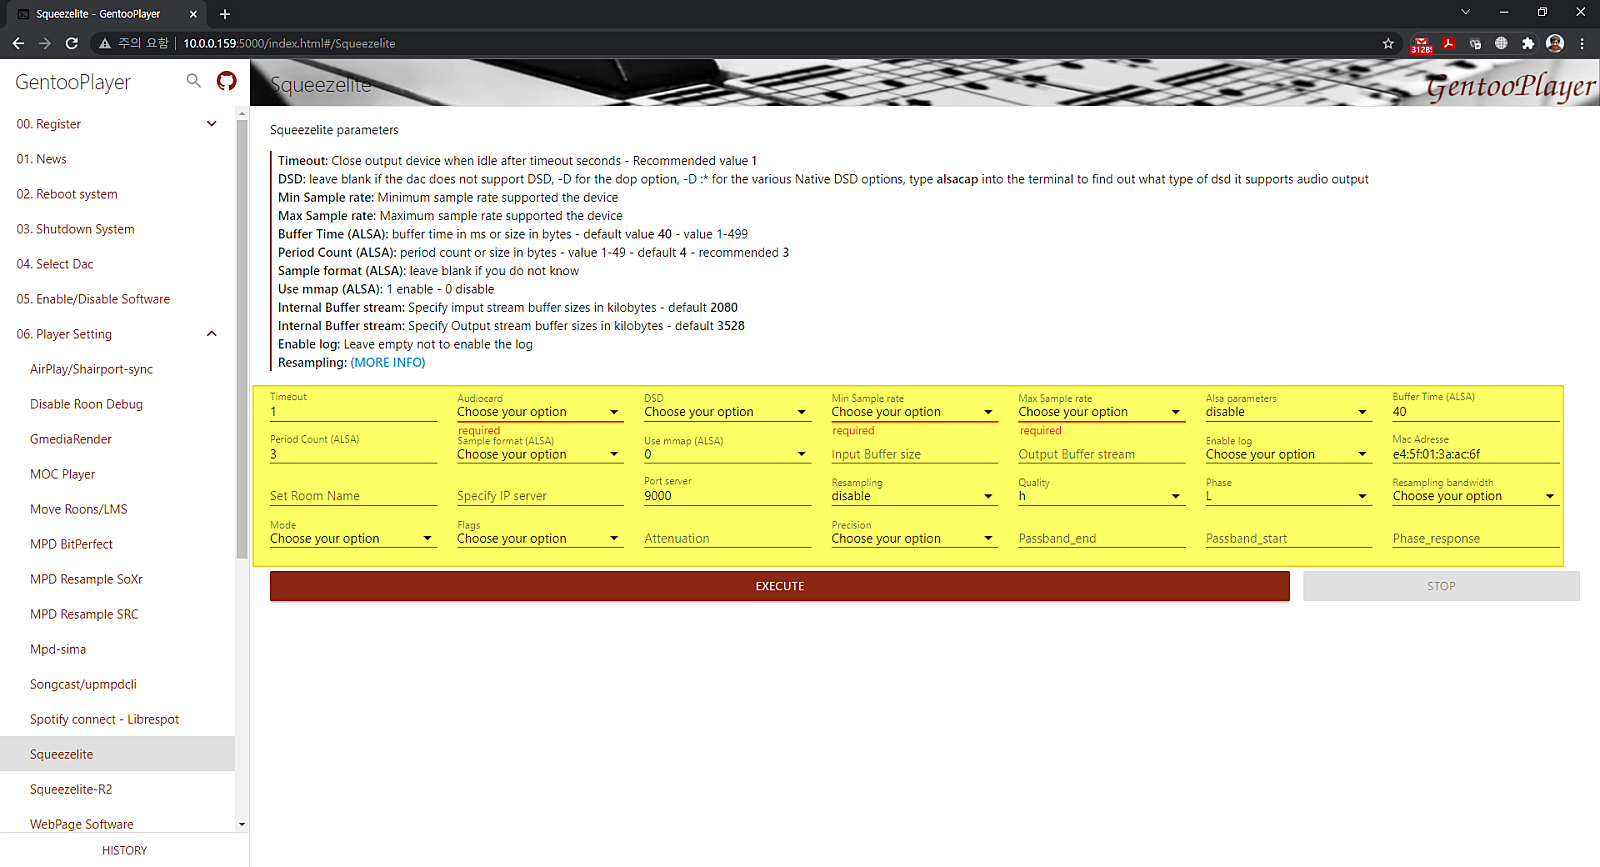 Squeezelite - GentooPlayer
주의 요함 10.0.0.159:5000/index.html#/Squeezelite
3128
GentooPlayer
Squeezelite
GentooPlayer
00. Register
01. News
02. Reboot system
03. Shutdown System
04. Select Dac
05. Enable/Disable Software
06. Player Setting
AirPlay/Shairport-sync
Disable Roon Debug
GmediaRender
MOC Player
Move Roons/LMS
MPD BitPerfect
MPD Resample SoXr
MPD Resample SRC
Mpd-sima
Songcast/upmpdcli
Spotify connect - Librespot
Squeezelite
Squeezelite-R2
WebPage Software
HISTORY
Squeezelite parameters
Timeout: Close output device when idle after timeout seconds - Recommended value 1
DSD: leave blank if the dac does not support DSD, -D for the dop option, -D :* for the various Native DSD options, type alsacap into the terminal to find out what type of dsd it supports audio output
Min Sample rate: Minimum sample rate supported the device
Max Sample rate: Maximum sample rate supported the device
Buffer Time (ALSA): buffer time in ms or size in bytes - default value 40 - value 1-499
Period Count (ALSA): period count or size in bytes - value 1-49 - default 4 - recommended 3
Sample format (ALSA): leave blank if you do not know
Use mmap (ALSA): 1 enable - 0 disable
Internal Buffer stream: Specify imput stream buffer sizes in kilobytes - default 2080
Internal Buffer stream: Specify Output stream buffer sizes in kilobytes - default 3528
Enable log: Leave empty not to enable the log
Resampling: (MORE INFO)
Timeout Audiocard DSD Min Sample rate Max Sample rate Alsa parameters Buffer Time (ALSA)
1 Choose your option Choose your option Choose your option Choose your option disable 40
required required required
Period Count (ALSA) Sample format (ALSA) Use mmap (ALSA) Enable log Mac Adresse
3 Choose your option 0 Input Buffer size Output Buffer stream Choose your option e4:5f:01:3a:ac:6f
Port server Resampling Quality Phase Resampling bandwidth
Set Room Name Specify IP server 9000 disable h L Choose your option
Mode Flags Precision
Choose your option Choose your option Attenuation Choose your option Passband_end Passband_start Phase_response
EXECUTE STOP